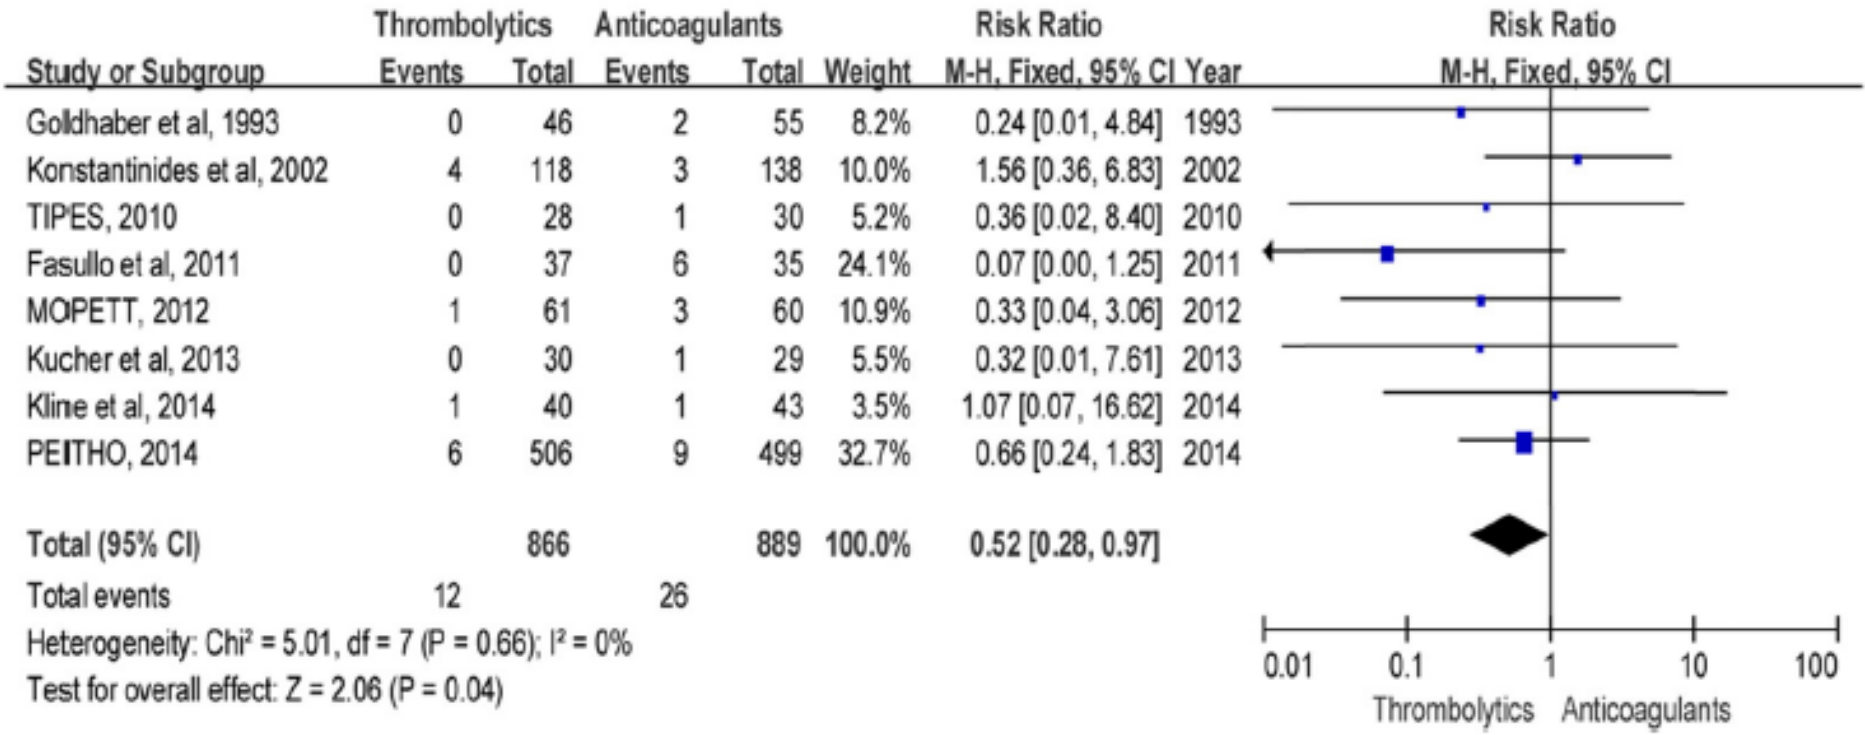 Thrombolytics Anticoagulants Risk Ratio Risk Ratio
Study or Subgroup Events Total Events Total Weight M-H, Fixed, 95% CI Year M-H, Fixed, 95% CI
Goldhaber et al, 1993 0 46 2 55 8.2% 0.24 [0.01, 4.84] 1993
Konstantinides et al, 2002 4 118 3 138 10.0% 1.56 [0.36, 6.83] 2002
TIPES, 2010 0 28 1 30 5.2% 0.36 [0.02, 8.40] 2010
Fasullo et al, 2011 0 37 6 35 24.1% 0.07 [0.00, 1.25] 2011
MOPETT, 2012 1 61 3 60 10.9% 0.33 [0.04, 3.06] 2012
Kucher et al, 2013 0 30 1 29 5.5% 0.32 [0.01, 7.61] 2013
Kline et al, 2014 1 40 1 43 3.5% 1.07 [0.07, 16.62] 2014
PEITHO, 2014 6 506 9 499 32.7% 0.66 [0.24, 1.83] 2014
Total (95% CI) 866 889 100.0% 0.52 [0.28, 0.97]
Total events 12 26
Heterogeneity: Chi² = 5.01, df = 7 (P = 0.66); I² = 0%
Test for overall effect: Z = 2.06 (P = 0.04)
0.01 0.1 1 10 100
Thrombolytics Anticoagulants